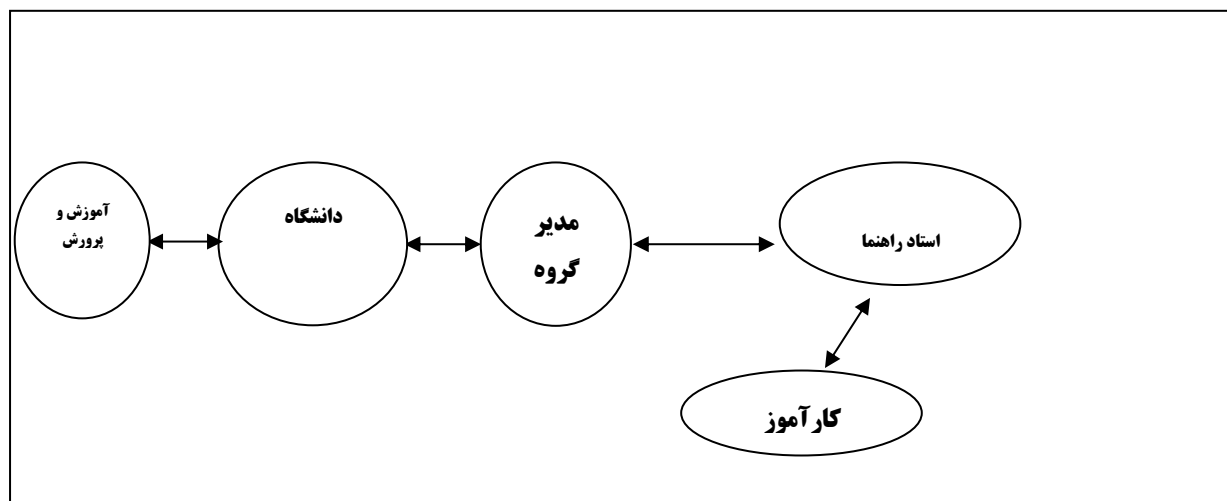 استاد راهنما
مدیر
گروه
دانشگاه
آموزش و
پرورش
کارآموز